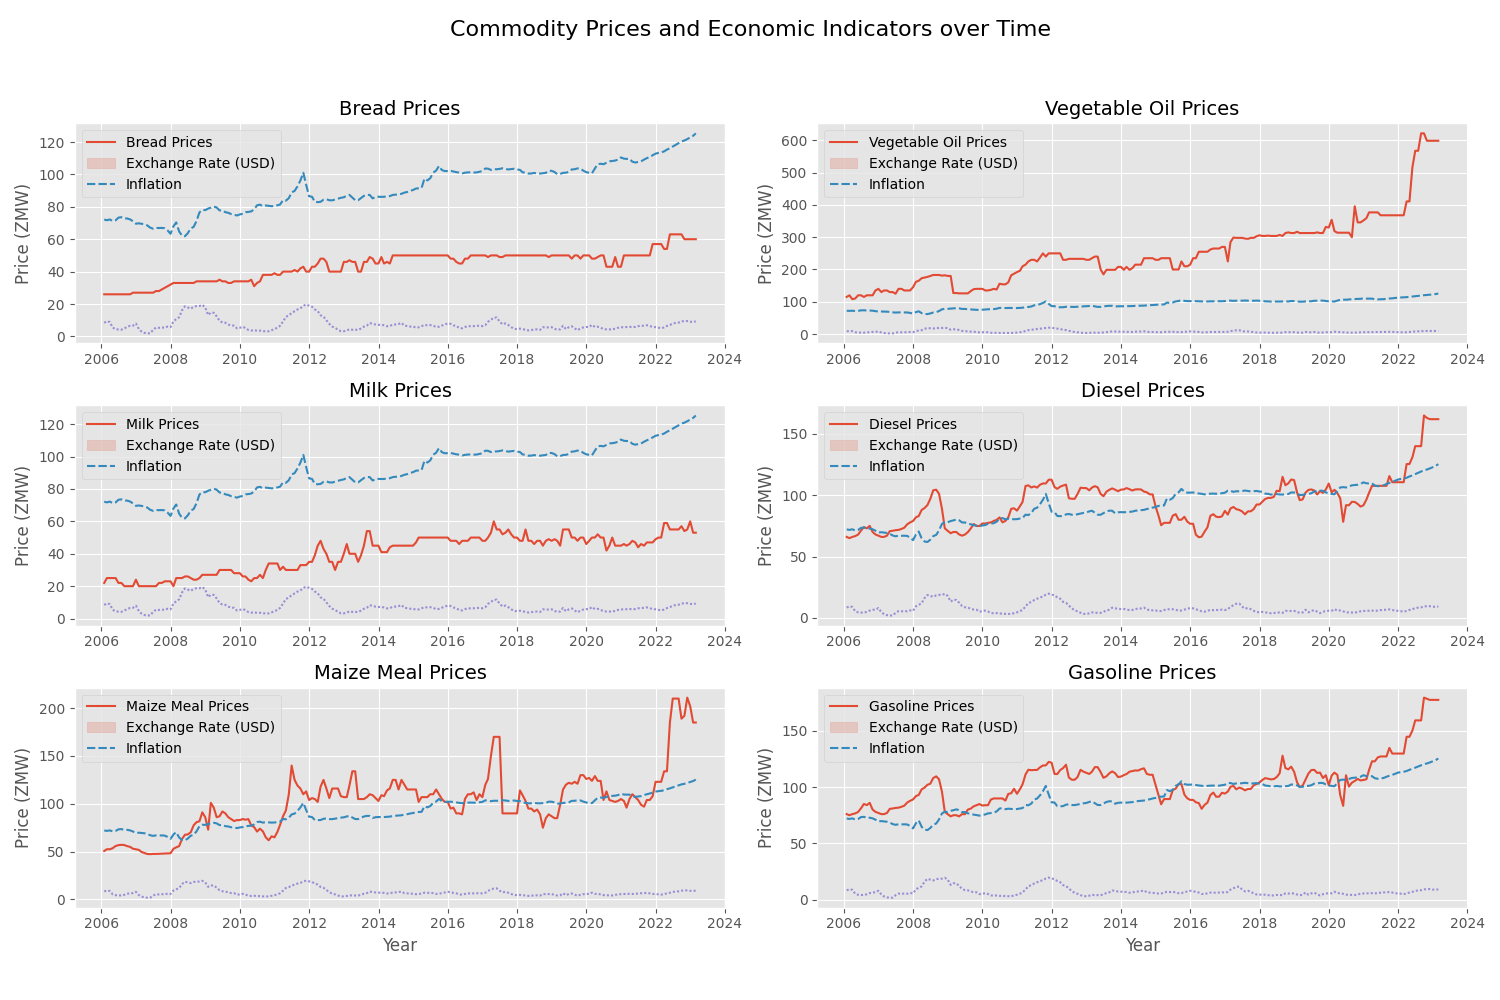 Commodity Prices and Economic Indicators over Time
Bread Prices
Price (ZMW)
120
100
80
60
40
20
0
Bread Prices
Exchange Rate (USD)
Inflation
2006 2008 2010 2012 2014 2016 2018 2020 2022 2024
Vegetable Oil Prices
Price (ZMW)
600
500
400
300
200
100
0
Vegetable Oil Prices
Exchange Rate (USD)
Inflation
2006 2008 2010 2012 2014 2016 2018 2020 2022 2024
Milk Prices
Price (ZMW)
120
100
80
60
40
20
0
Milk Prices
Exchange Rate (USD)
Inflation
2006 2008 2010 2012 2014 2016 2018 2020 2022 2024
Diesel Prices
Price (ZMW)
150
100
50
0
Diesel Prices
Exchange Rate (USD)
Inflation
2006 2008 2010 2012 2014 2016 2018 2020 2022 2024
Maize Meal Prices
Price (ZMW)
200
150
100
50
0
Maize Meal Prices
Exchange Rate (USD)
Inflation
2006 2008 2010 2012 2014 2016 2018 2020 2022 2024
Year
Gasoline Prices
Price (ZMW)
150
100
50
0
Gasoline Prices
Exchange Rate (USD)
Inflation
2006 2008 2010 2012 2014 2016 2018 2020 2022 2024
Year